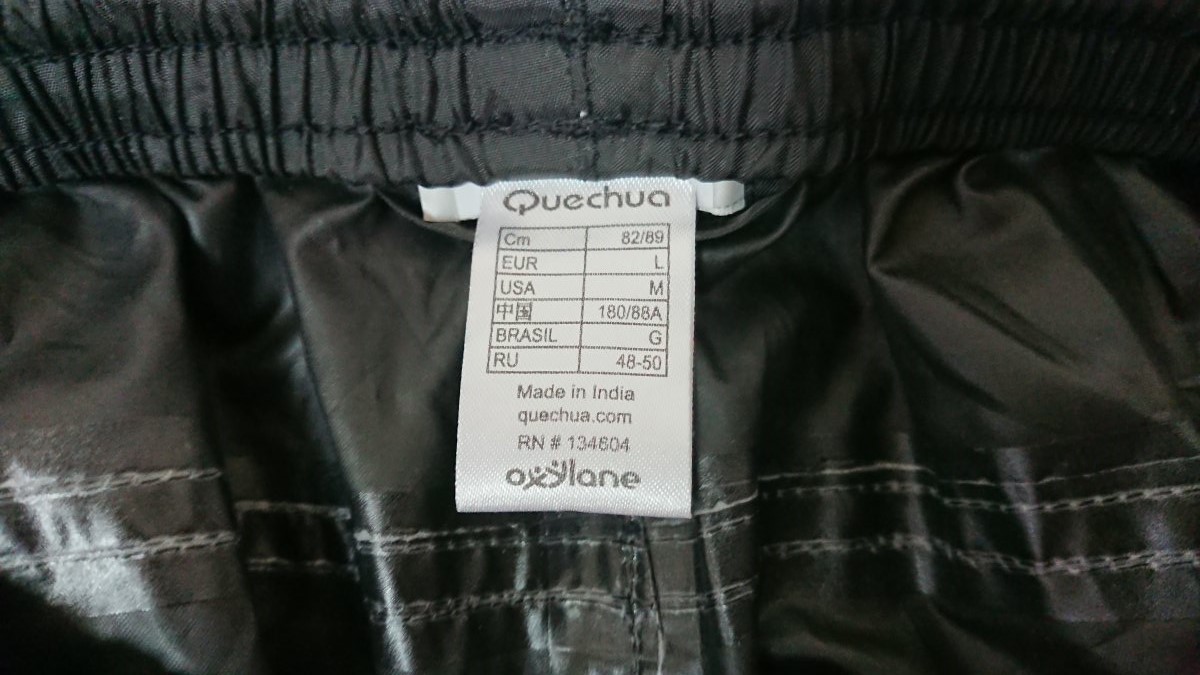 Quechua
Cm 82/89
EUR L
USA M
中国 180/88A
BRASIL G
RU 48-50
Made in India
quechua.com
RN # 134604
oxylane